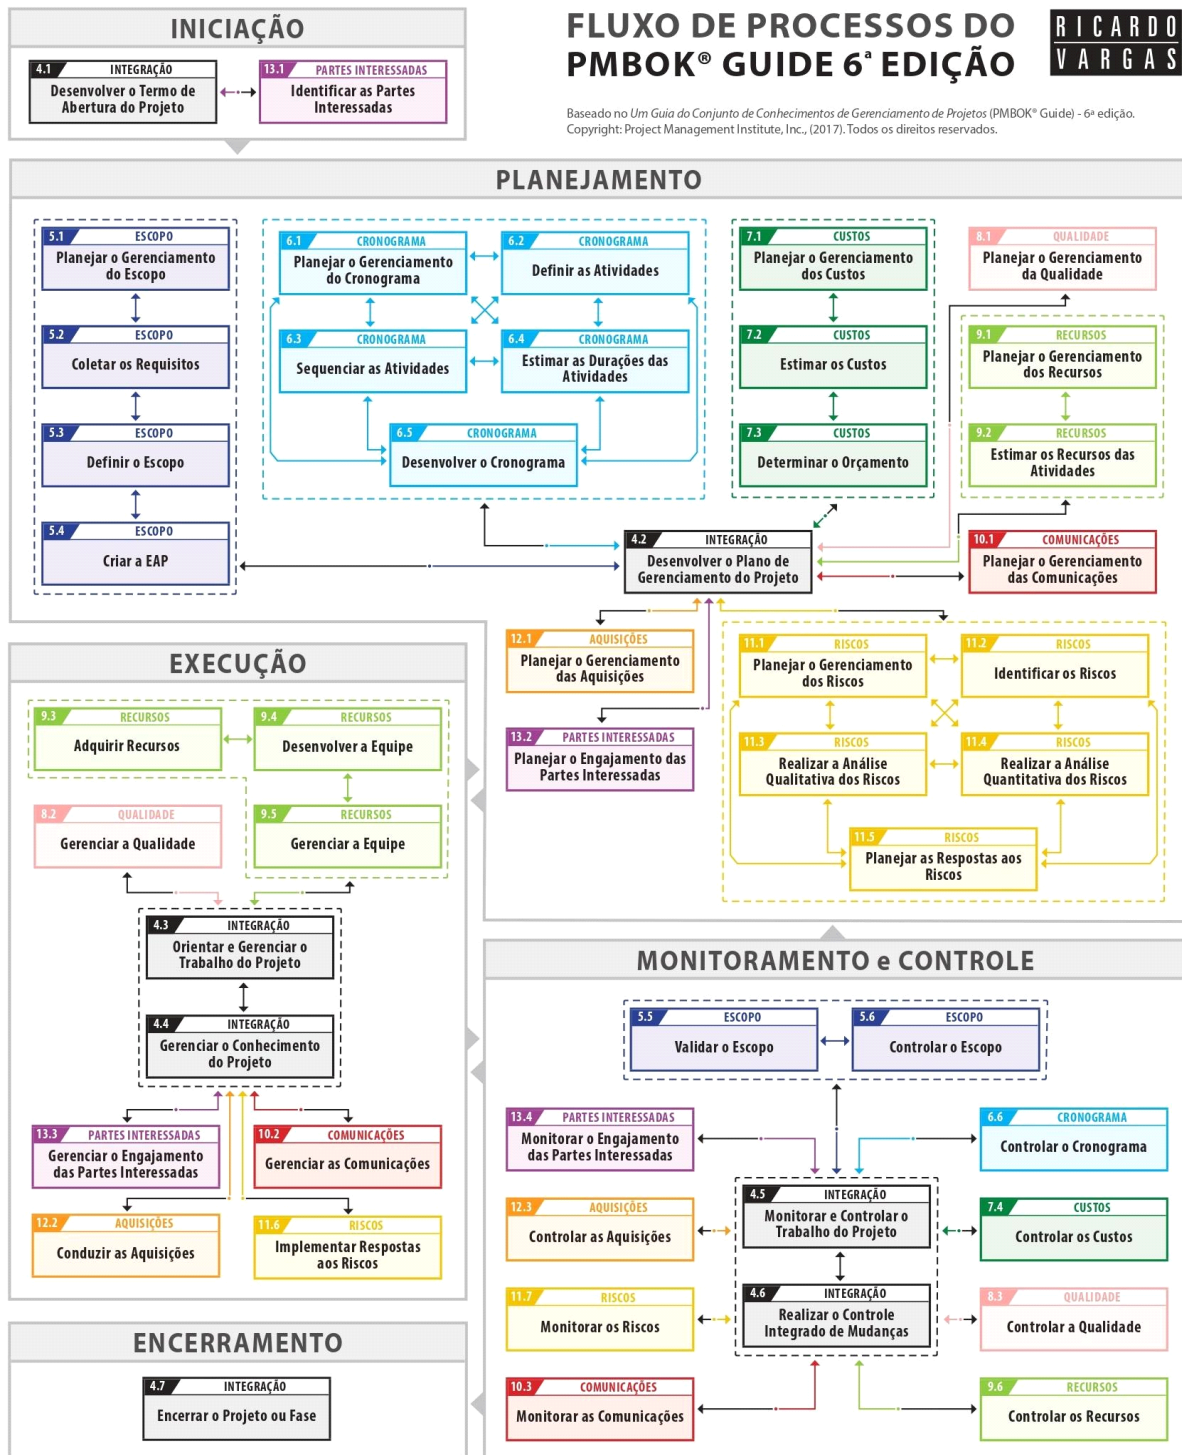 INICIAÇÃO
4.1 INTEGRAÇÃO
Desenvolver o Termo de
Abertura do Projeto
13.1 PARTES INTERESSADAS
Identificar as Partes
Interessadas
FLUXO DE PROCESSOS DO
PMBOK® GUIDE 6ª EDIÇÃO
RICARDO
VARGAS
Baseado no Um Guia do Conjunto de Conhecimentos de Gerenciamento de Projetos (PMBOK® Guide) - 6ª edição.
Copyright: Project Management Institute, Inc., (2017). Todos os direitos reservados.
PLANEJAMENTO
5.1 ESCOPO
Planejar o Gerenciamento
do Escopo
5.2 ESCOPO
Coletar os Requisitos
5.3 ESCOPO
Definir o Escopo
5.4 ESCOPO
Criar a EAP
6.1 CRONOGRAMA
Planejar o Gerenciamento
do Cronograma
6.2 CRONOGRAMA
Definir as Atividades
6.3 CRONOGRAMA
Sequenciar as Atividades
6.4 CRONOGRAMA
Estimar as Durações das
Atividades
6.5 CRONOGRAMA
Desenvolver o Cronograma
7.1 CUSTOS
Planejar o Gerenciamento
dos Custos
7.2 CUSTOS
Estimar os Custos
7.3 CUSTOS
Determinar o Orçamento
8.1 QUALIDADE
Planejar o Gerenciamento
da Qualidade
9.1 RECURSOS
Planejar o Gerenciamento
dos Recursos
9.2 RECURSOS
Estimar os Recursos das
Atividades
4.2 INTEGRAÇÃO
Desenvolver o Plano de
Gerenciamento do Projeto
10.1 COMUNICAÇÕES
Planejar o Gerenciamento
das Comunicações
12.1 AQUISIÇÕES
Planejar o Gerenciamento
das Aquisições
13.2 PARTES INTERESSADAS
Planejar o Engajamento das
Partes Interessadas
11.1 RISCOS
Planejar o Gerenciamento
dos Riscos
11.2 RISCOS
Identificar os Riscos
11.3 RISCOS
Realizar a Análise
Qualitativa dos Riscos
11.4 RISCOS
Realizar a Análise
Quantitativa dos Riscos
11.5 RISCOS
Planejar as Respostas aos
Riscos
EXECUÇÃO
9.3 RECURSOS
Adquirir Recursos
9.4 RECURSOS
Desenvolver a Equipe
8.2 QUALIDADE
Gerenciar a Qualidade
9.5 RECURSOS
Gerenciar a Equipe
4.3 INTEGRAÇÃO
Orientar e Gerenciar o
Trabalho do Projeto
4.4 INTEGRAÇÃO
Gerenciar o Conhecimento
do Projeto
13.3 PARTES INTERESSADAS
Gerenciar o Engajamento
das Partes Interessadas
10.2 COMUNICAÇÕES
Gerenciar as Comunicações
12.2 AQUISIÇÕES
Conduzir as Aquisições
11.6 RISCOS
Implementar Respostas
aos Riscos
MONITORAMENTO e CONTROLE
5.5 ESCOPO
Validar o Escopo
5.6 ESCOPO
Controlar o Escopo
13.4 PARTES INTERESSADAS
Monitorar o Engajamento
das Partes Interessadas
6.6 CRONOGRAMA
Controlar o Cronograma
12.3 AQUISIÇÕES
Controlar as Aquisições
4.5 INTEGRAÇÃO
Monitorar e Controlar o
Trabalho do Projeto
7.4 CUSTOS
Controlar os Custos
11.7 RISCOS
Monitorar os Riscos
4.6 INTEGRAÇÃO
Realizar o Controle
Integrado de Mudanças
8.3 QUALIDADE
Controlar a Qualidade
10.3 COMUNICAÇÕES
Monitorar as Comunicações
9.6 RECURSOS
Controlar os Recursos
ENCERRAMENTO
4.7 INTEGRAÇÃO
Encerrar o Projeto ou Fase